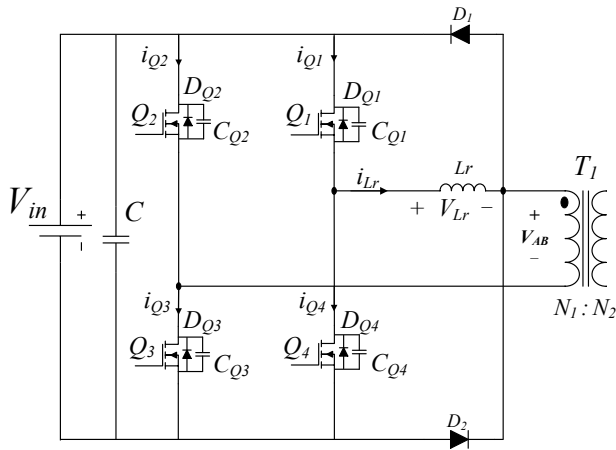 D1
iQ2
iQ1
DQ2
DQ1
Q2
Q1
CQ2
CQ1
iLr
Lr
T1
Vin
+
−
C
+
VLr
−
+
VAB
−
iQ3
iQ4
N1 : N2
DQ3
DQ4
Q3
Q4
CQ3
CQ4
D2